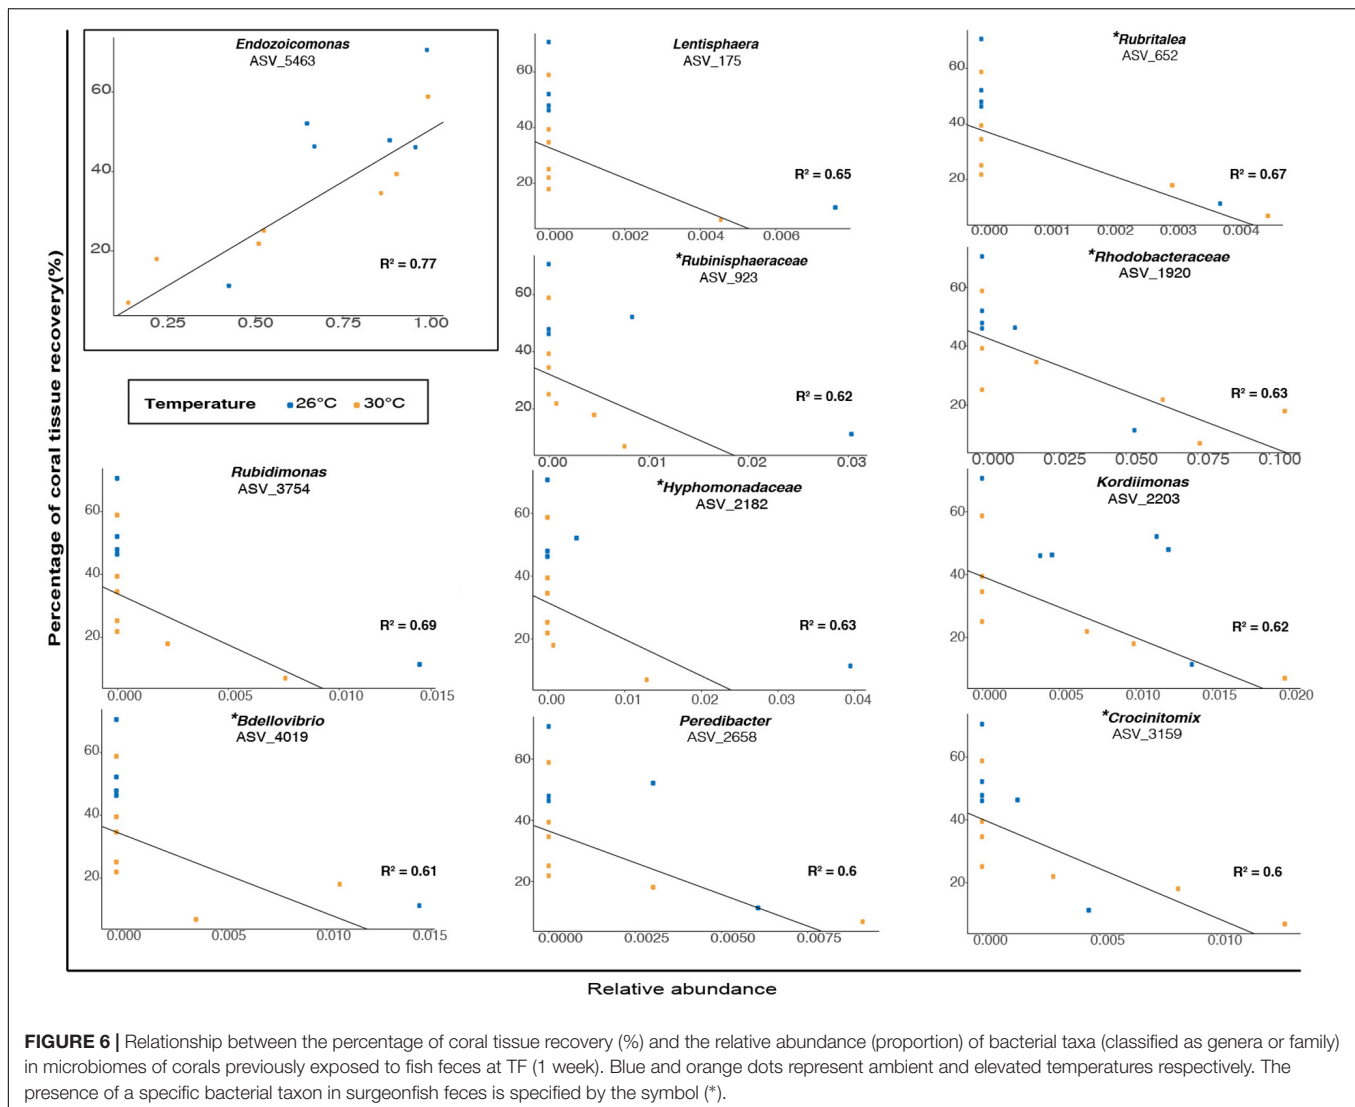 Percentage of coral tissue recovery(%)
Endozoicomonas
ASV_5463
60
40
20
R² = 0.77
0.25 0.50 0.75 1.00
Lentisphaera
ASV_175
60
40
20
R² = 0.65
0.000 0.002 0.004 0.006
*Rubritalea
ASV_652
60
40
20
R² = 0.67
0.000 0.001 0.002 0.003 0.004
Temperature 26°C 30°C
*Rubinisphaeraceae
ASV_923
60
40
20
R² = 0.62
0.00 0.01 0.02 0.03
*Rhodobacteraceae
ASV_1920
60
40
20
R² = 0.63
0.000 0.025 0.050 0.075 0.100
Rubidimonas
ASV_3754
60
40
20
R² = 0.69
0.000 0.005 0.010 0.015
*Hyphomonadaceae
ASV_2182
60
40
20
R² = 0.63
0.00 0.01 0.02 0.03 0.04
Kordiimonas
ASV_2203
60
40
20
R² = 0.62
0.000 0.005 0.010 0.015 0.020
*Bdellovibrio
ASV_4019
60
40
20
R² = 0.61
0.000 0.005 0.010 0.015
Peredibacter
ASV_2658
60
40
20
R² = 0.6
0.0000 0.0025 0.0050 0.0075
*Crocinitomix
ASV_3159
60
40
20
R² = 0.6
0.000 0.005 0.010
Relative abundance
FIGURE 6 | Relationship between the percentage of coral tissue recovery (%) and the relative abundance (proportion) of bacterial taxa (classified as genera or family)
in microbiomes of corals previously exposed to fish feces at TF (1 week). Blue and orange dots represent ambient and elevated temperatures respectively. The
presence of a specific bacterial taxon in surgeonfish feces is specified by the symbol (*).